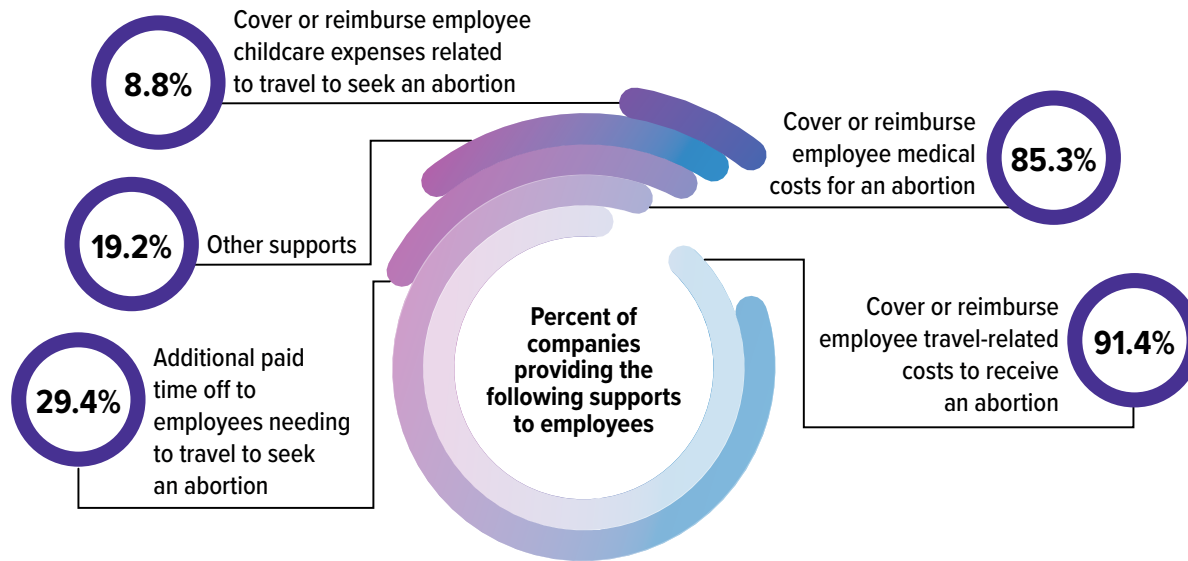 Cover or reimburse employee
childcare expenses related
to travel to seek an abortion
8.8%
Cover or reimburse
employee medical
costs for an abortion
85.3%
19.2%
Other supports
Percent of
companies
providing the
following supports
to employees
Cover or reimburse
employee travel-related
costs to receive
an abortion
91.4%
Additional paid
time off to
employees needing
to travel to seek
an abortion
29.4%